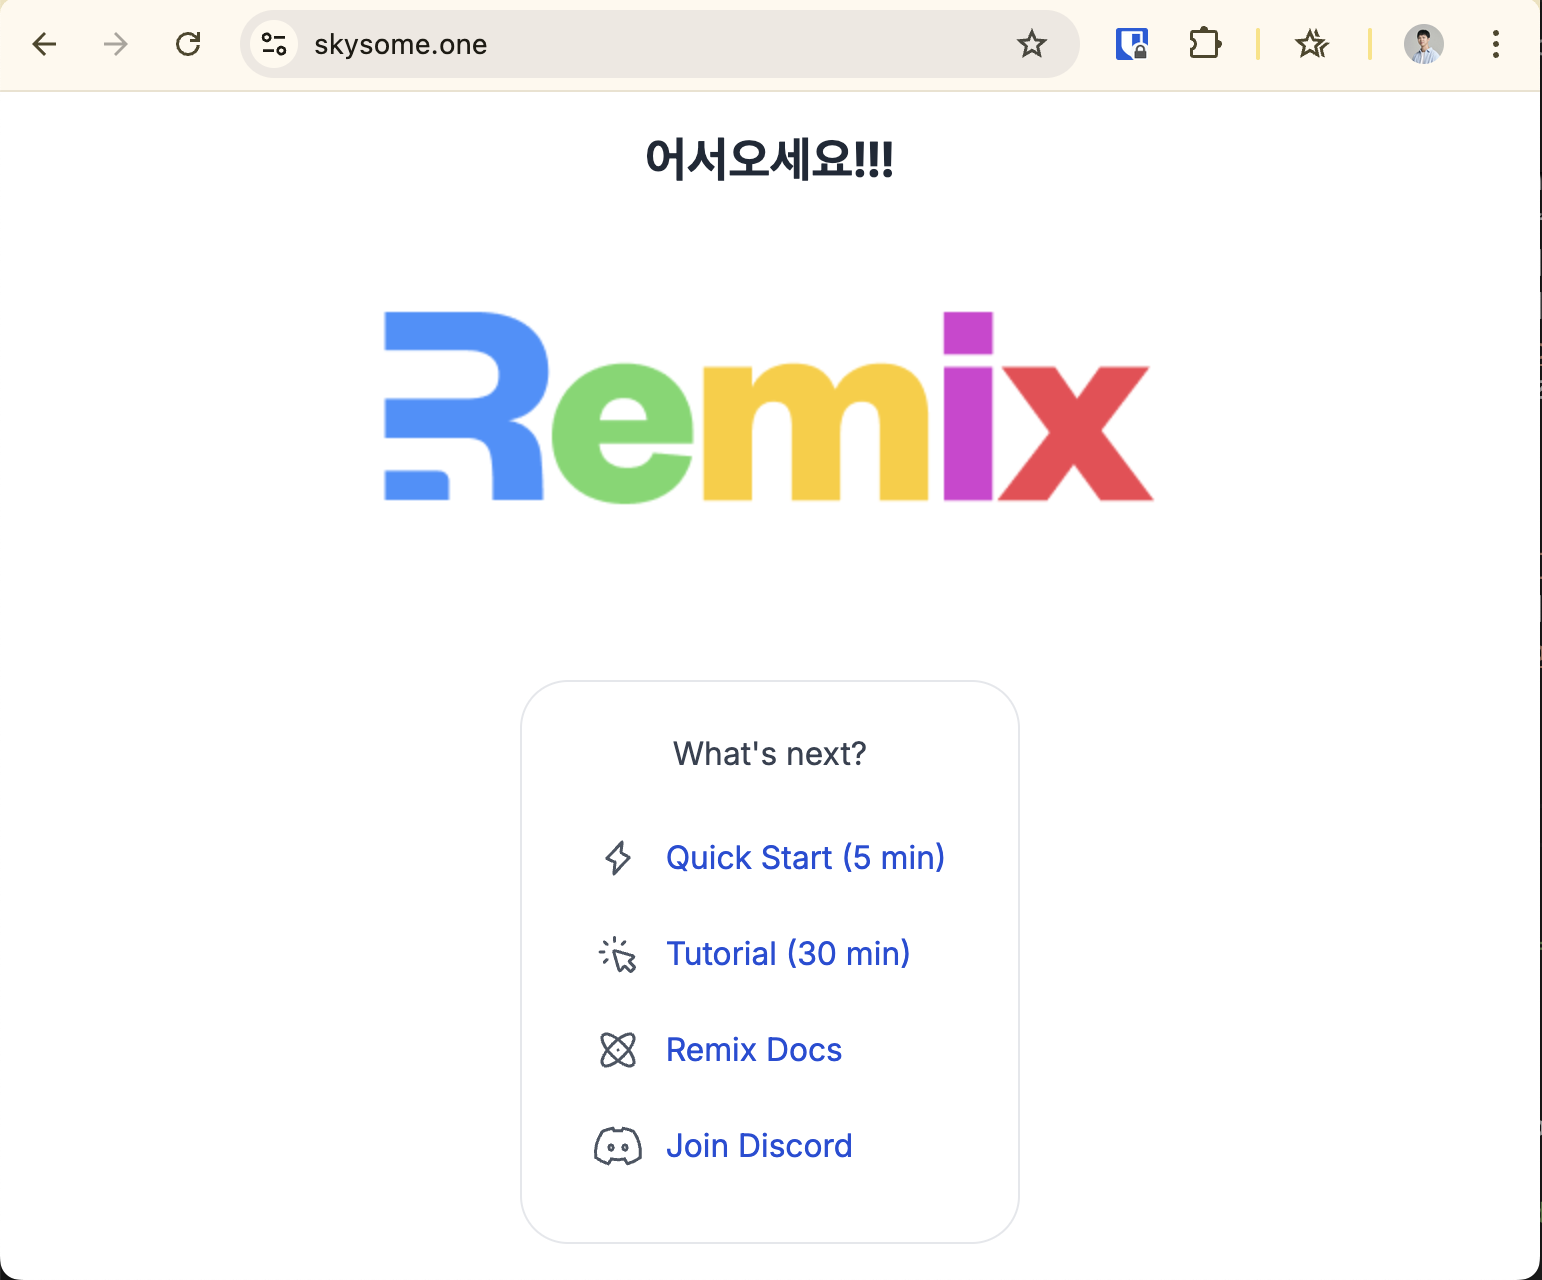 skysome.one
어서오세요!!!
Remix
What's next?
Quick Start (5 min)
Tutorial (30 min)
Remix Docs
Join Discord